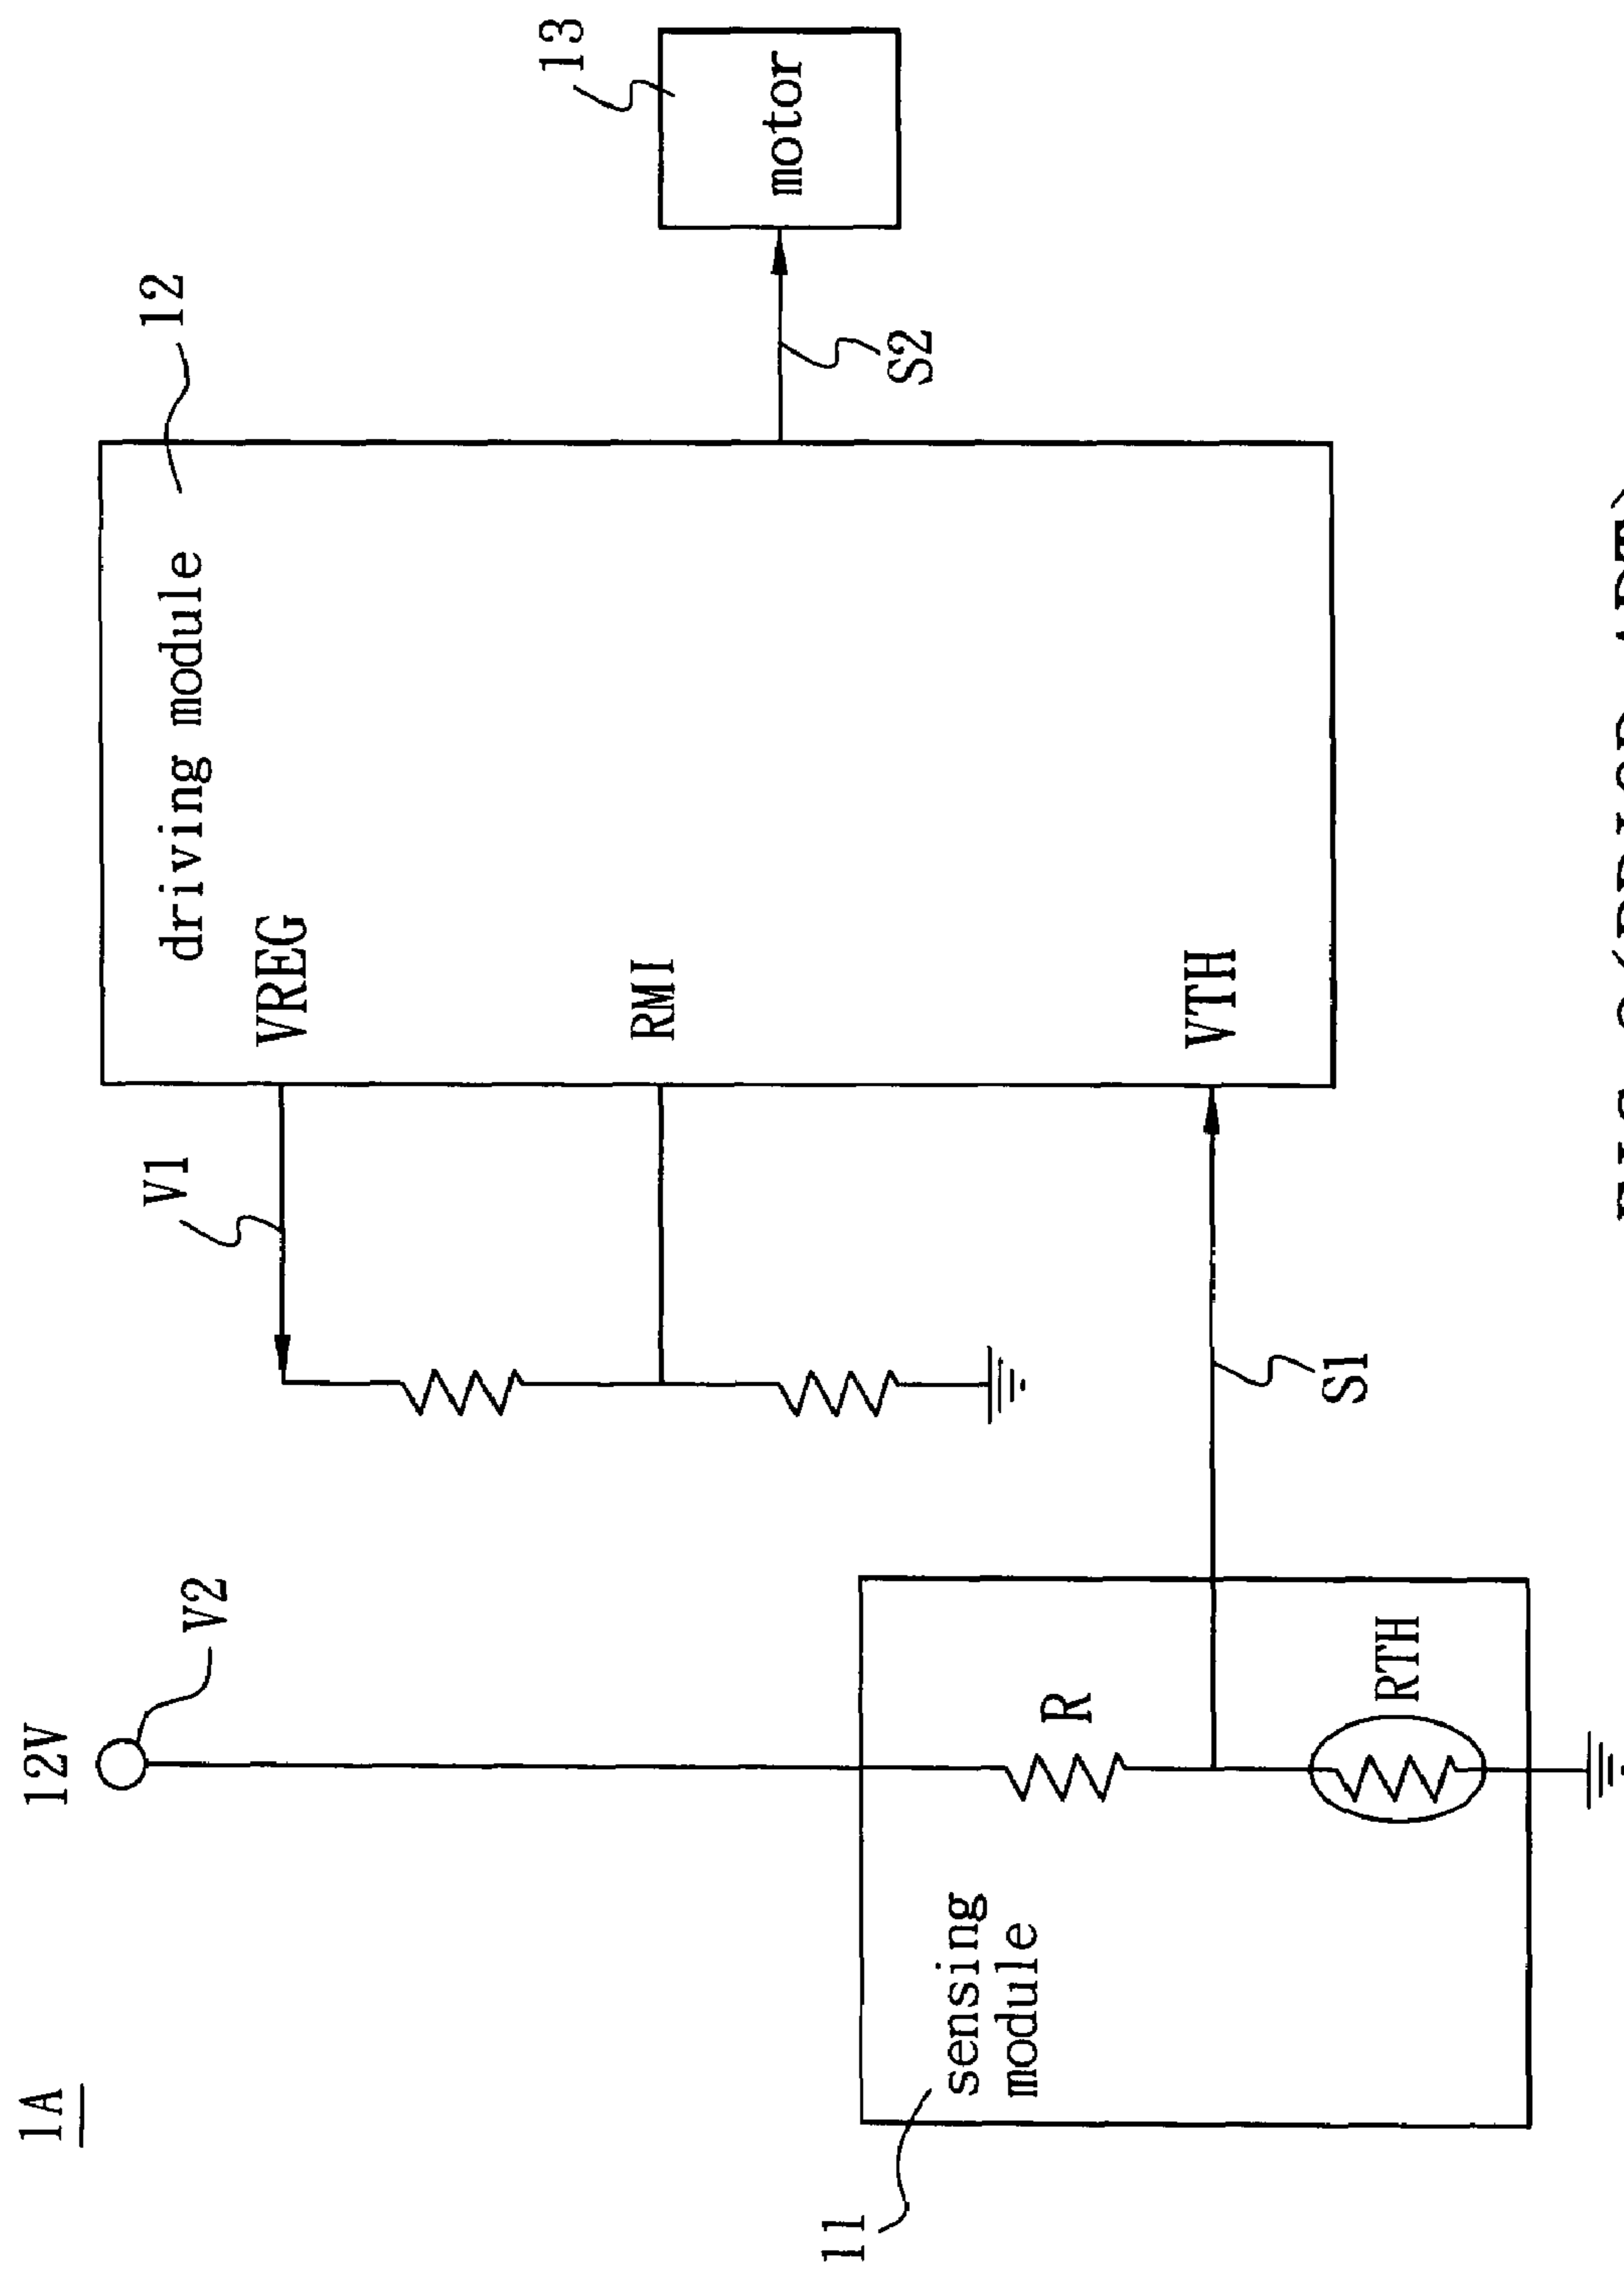 1A
12V
V2
V1
12
13
driving module
VREG
RMI
VTH
motor
S2
S1
11
sensing
module
R
RTH